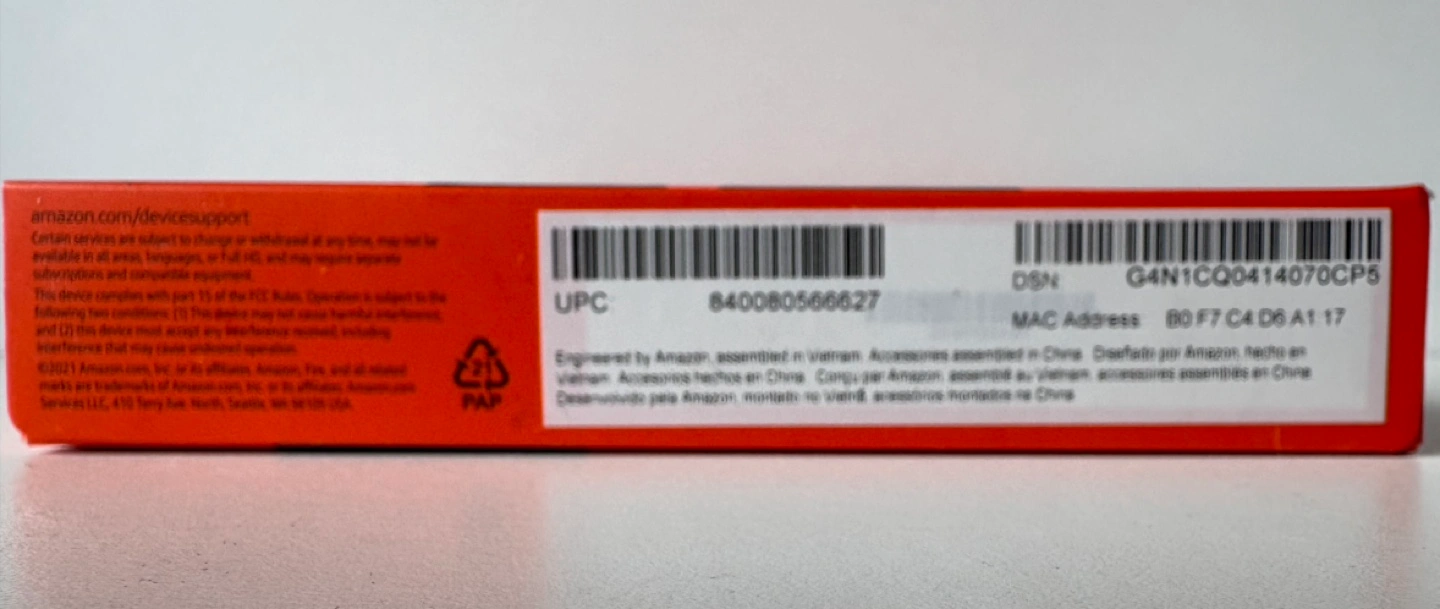 amazon.com/devicesupport
Certain services are subject to change or withdrawal at any time, may not be
available in all areas, languages, or Full HD, and may require separate
subscriptions and compatible equipment.
This device complies with part 15 of the FCC Rules. Operation is subject to the
following two conditions: (1) This device may not cause harmful interference,
and (2) this device must accept any interference received, including
interference that may cause undesired operation.
©2021 Amazon.com, Inc. or its affiliates. Amazon, Fire, and all related
marks are trademarks of Amazon.com, Inc. or its affiliates. Amazon.com
Services LLC, 410 Terry Ave. North, Seattle, WA 98109 USA.
21
PAP
UPC 840080566627
DSN: G4N1CQ0414070CP5
MAC Address B0 F7 C4 D6 A1 17
Engineered by Amazon, assembled in Vietnam. Accessories assembled in China. Diseñado por Amazon, hecho en
Vietnam. Accesorios hechos en China. Conçu par Amazon, assemblé au Vietnam, accessoires assemblés en China.
Desenvolvido pela Amazon, montado no Vietnã, acessórios montados na China